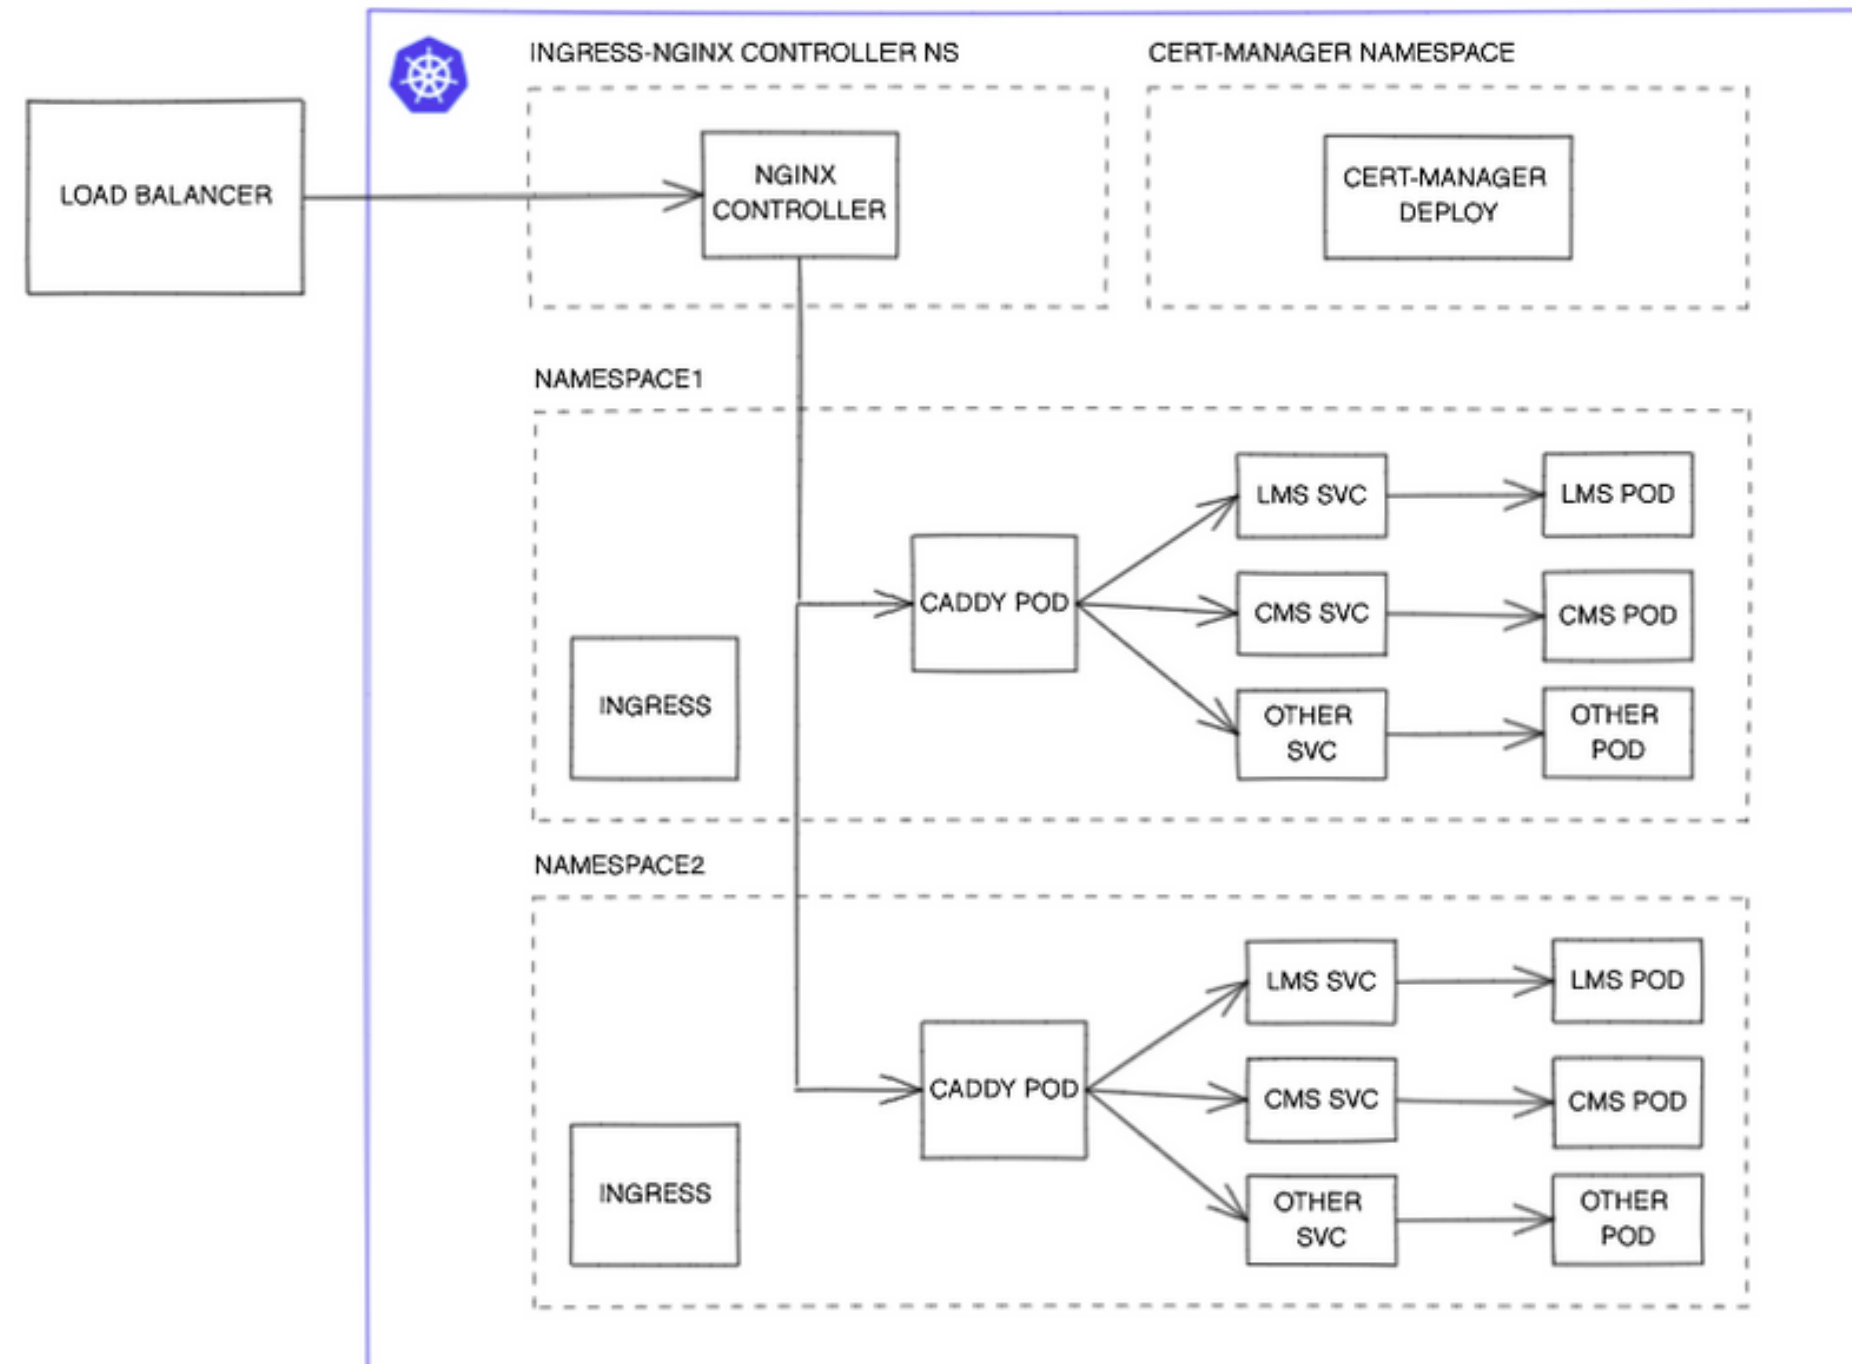 INGRESS-NGINX CONTROLLER NS
CERT-MANAGER NAMESPACE
LOAD BALANCER
NGINX
CONTROLLER
CERT-MANAGER
DEPLOY
NAMESPACE1
LMS SVC
LMS POD
CADDY POD
CMS SVC
CMS POD
INGRESS
OTHER
SVC
OTHER
POD
NAMESPACE2
LMS SVC
LMS POD
CADDY POD
CMS SVC
CMS POD
INGRESS
OTHER
SVC
OTHER
POD